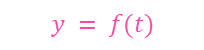 y = f(t)